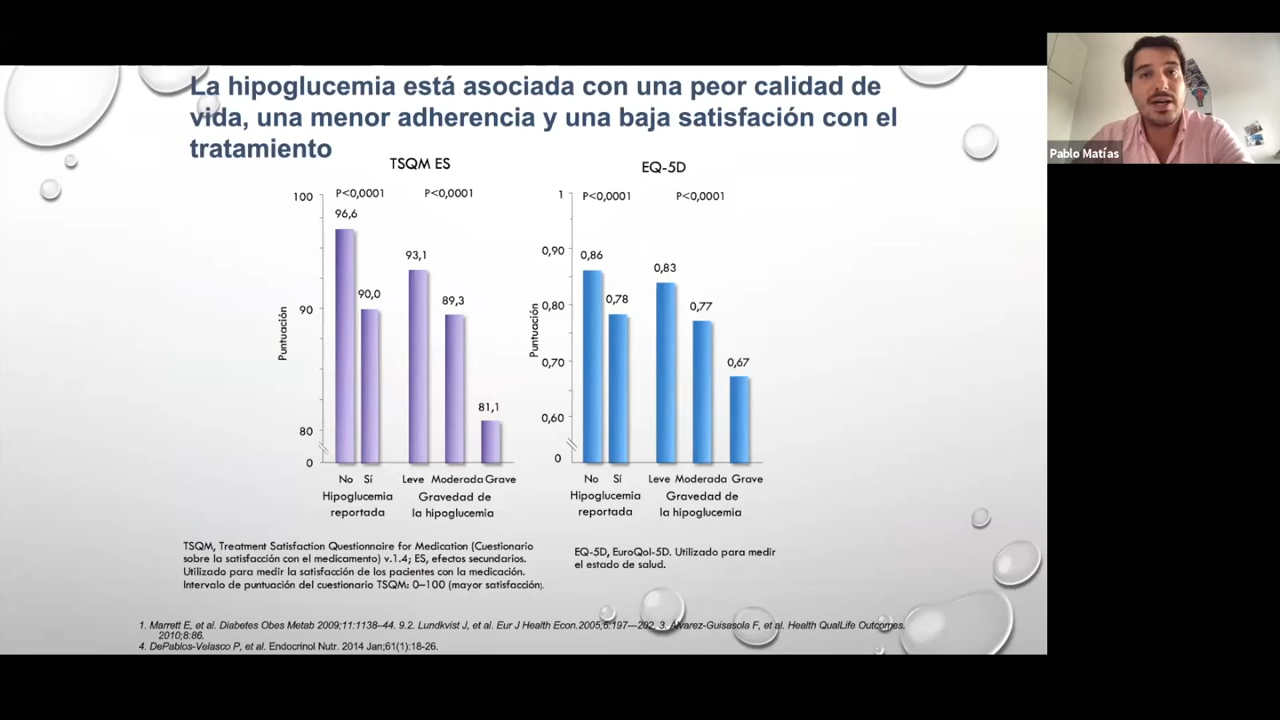 La hipoglucemia está asociada con una peor calidad de
vida, una menor adherencia y una baja satisfación con el
tratamiento
TSQM ES
P<0,0001
P<0,0001
100
90
80
0
Puntuación
96,6
90,0
93,1
89,3
81,1
No
Sí
Leve
Moderada
Grave
Hipoglucemia
reportada
Gravedad de
la hipoglucemia
EQ-5D
P<0,0001
P<0,0001
1
0,90
0,80
0,70
0,60
0
Puntuación
0,86
0,78
0,83
0,77
0,67
No
Sí
Leve
Moderada
Grave
Hipoglucemia
reportada
Gravedad de
la hipoglucemia
TSQM, Treatment Satisfaction Questionnaire for Medication (Cuestionario
sobre la satisfacción con el medicamento) v.1.4; ES, efectos secundarios.
Utilizado para medir la satisfacción de los pacientes con la medicación.
Intervalo de puntuación del cuestionario TSQM: 0–100 (mayor satisfacción).
EQ-5D, EuroQol-5D. Utilizado para medir
el estado de salud.
1. Marrett E, et al. Diabetes Obes Metab 2009;11:1138–44. 9.2. Lundkvist J, et al. Eur J Health Econ.2005;6:197—202, 3. Álvarez-Guisasola F, et al. Health QualLife Outcomes.
2010;8:86.
4. DePablos-Velasco P, et al. Endocrinol Nutr. 2014 Jan;61(1):18-26.
Pablo Matías